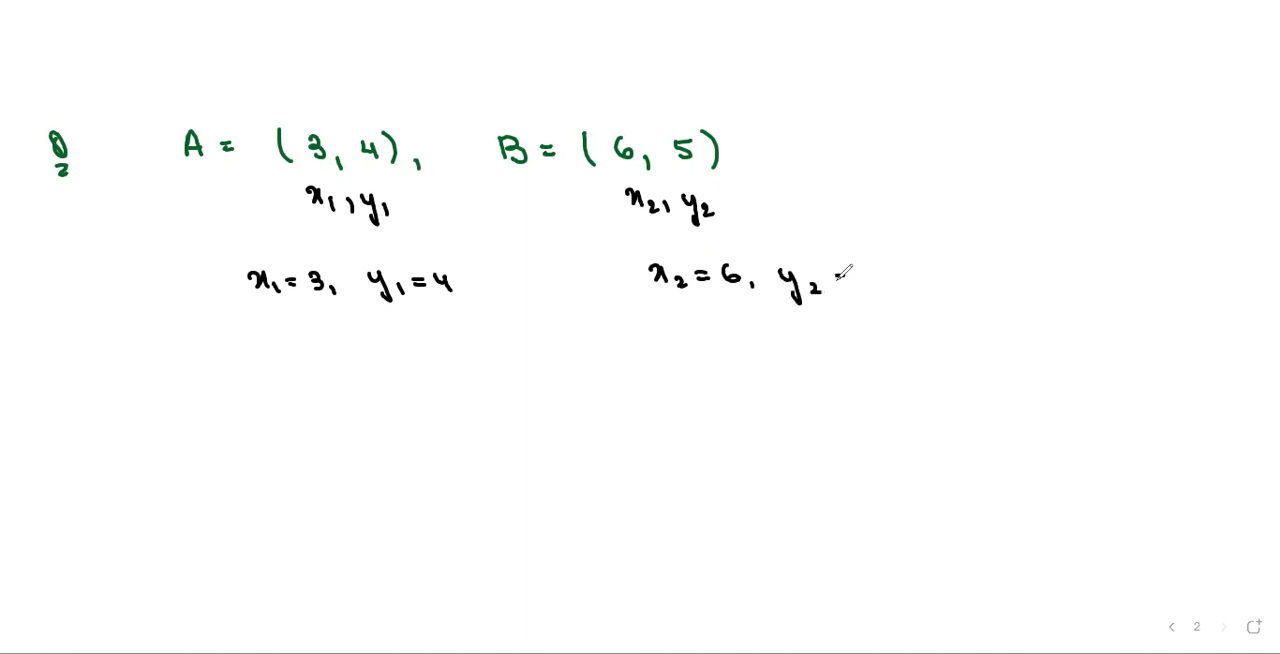 Q2 A = (3, 4), B = (6, 5)
x₁, y₁ x₂, y₂
x₁ = 3, y₁ = 4 x₂ = 6, y₂ =
2